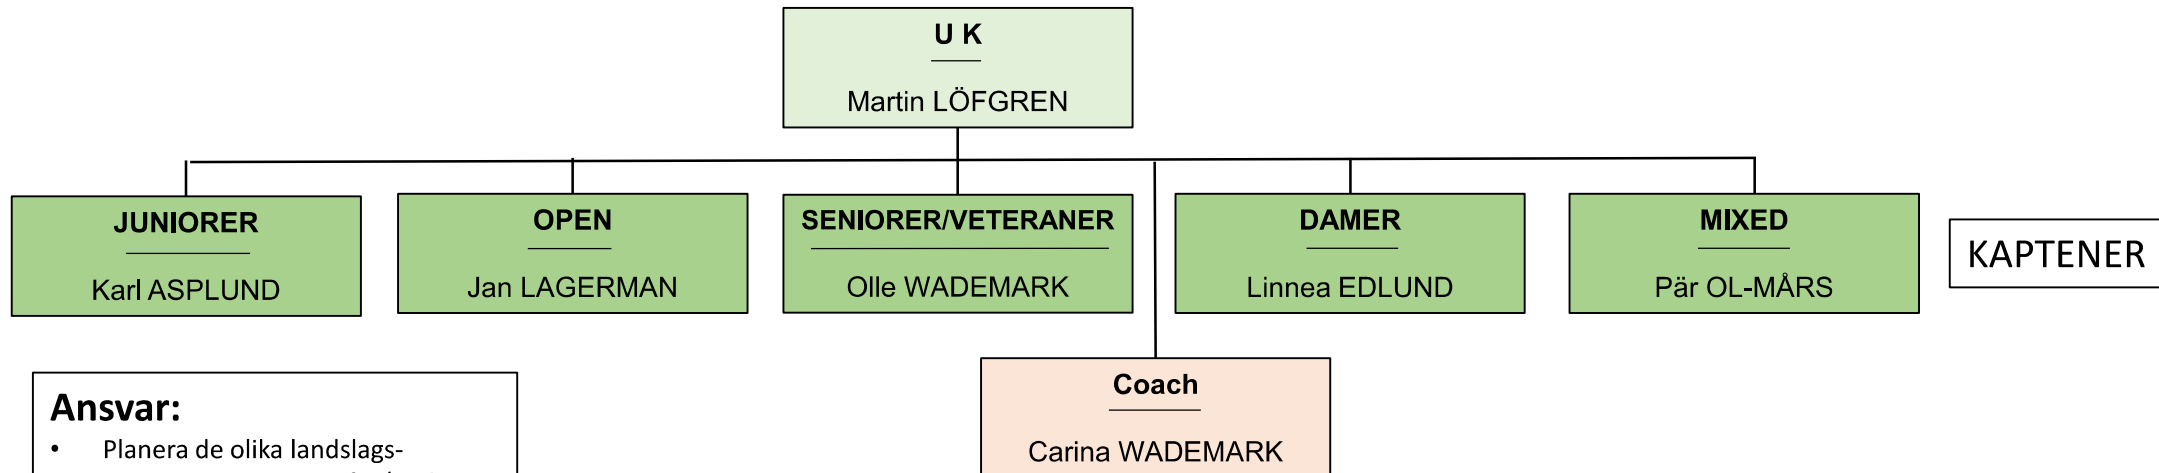 U K
Martin LÖFGREN
JUNIORER
Karl ASPLUND
OPEN
Jan LAGERMAN
SENIORER/VETERANER
Olle WADEMARK
DAMER
Linnea EDLUND
MIXED
Pär OL-MÅRS
KAPTENER
Coach
Carina WADEMARK
Ansvar:
• Planera de olika landslags-